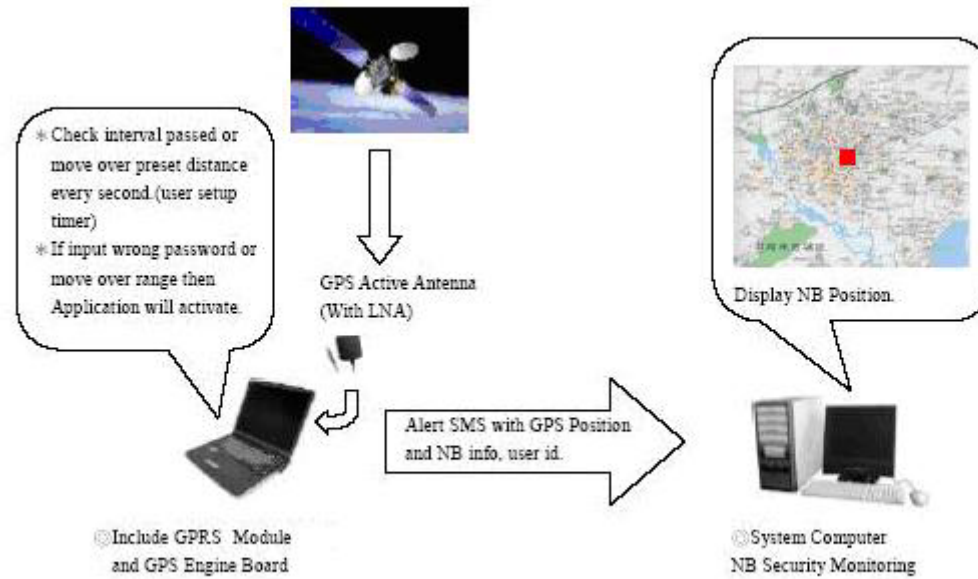 ＊Check interval passed or
move over preset distance
every second.(user setup
timer)
＊If input wrong password or
move over range then
Application will activate.
GPS Active Antenna
(With LNA)
Display NB Position.
Alert SMS with GPS Position
and NB info, user id.
◎Include GPRS Module
and GPS Engine Board
◎System Computer
NB Security Monitoring